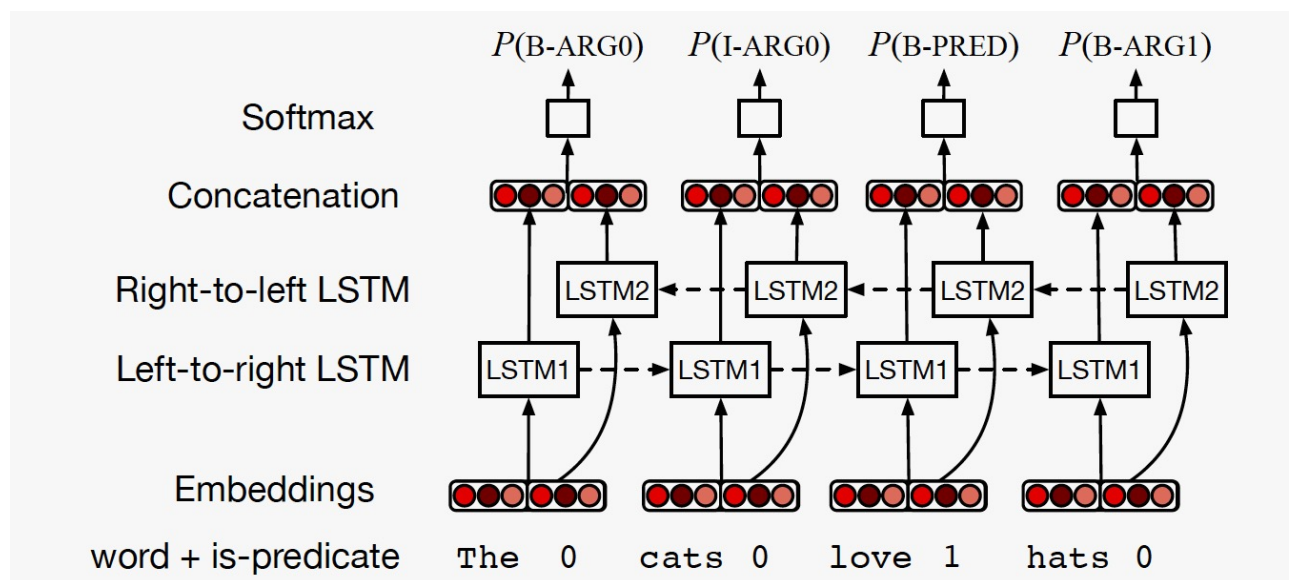 P(B-ARG0) P(I-ARG0) P(B-PRED) P(B-ARG1)
Softmax
Concatenation
Right-to-left LSTM LSTM2 LSTM2 LSTM2 LSTM2
Left-to-right LSTM LSTM1 LSTM1 LSTM1 LSTM1
Embeddings
word + is-predicate The 0 cats 0 love 1 hats 0